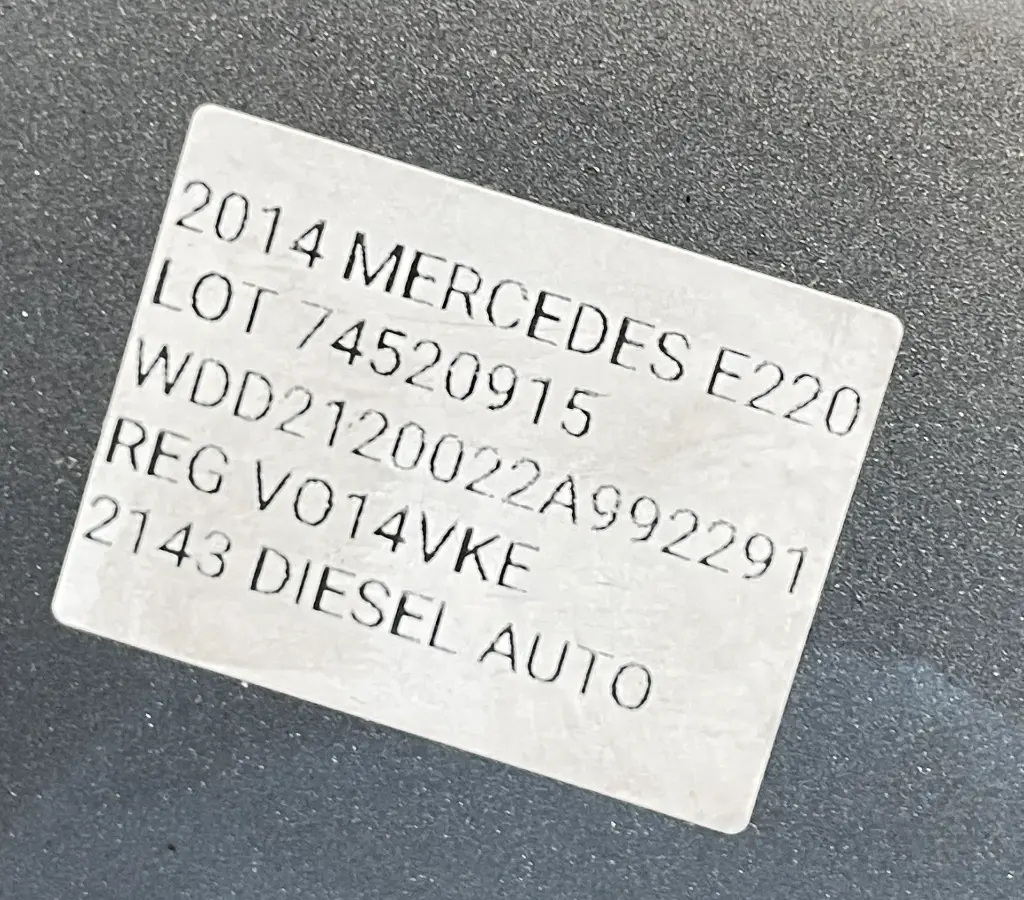 2014 MERCEDES E220
LOT 74520915
WDD2120022A992291
REG VO14VKE
2143 DIESEL AUTO